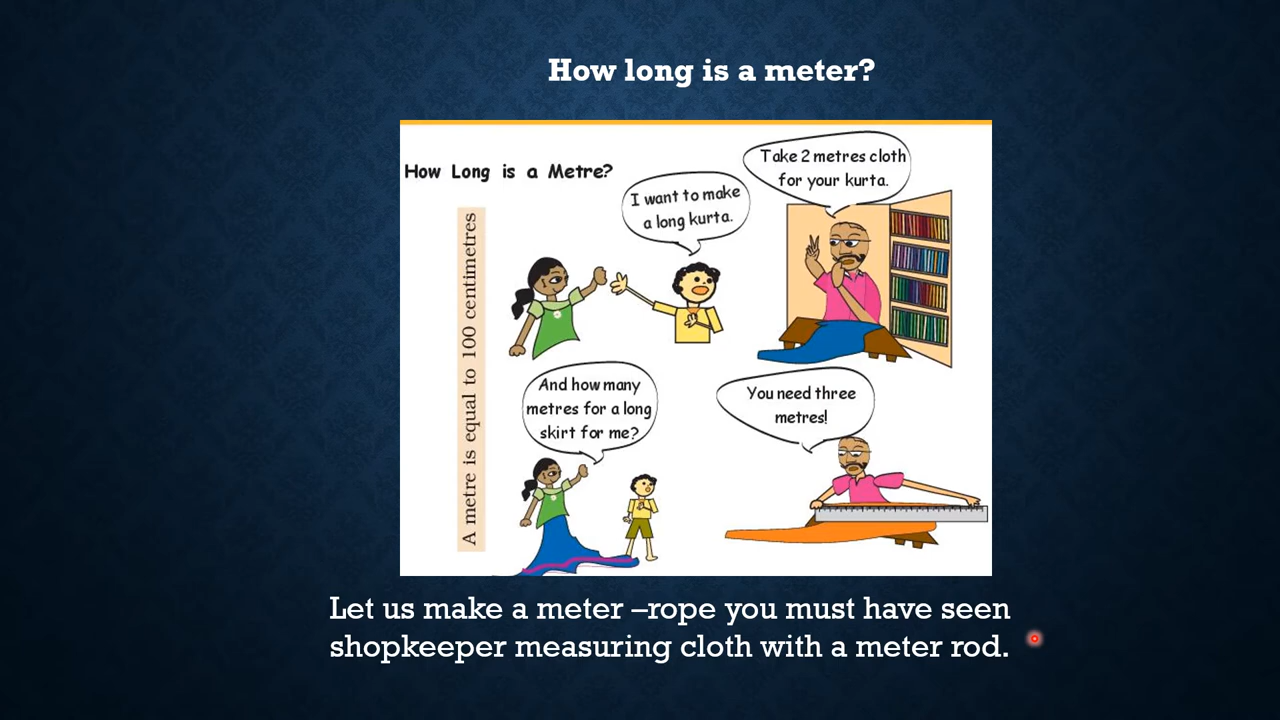 How long is a meter?
How Long is a Metre?
A metre is equal to 100 centimetres
I want to make
a long kurta.
Take 2 metres cloth
for your kurta.
And how many
metres for a long
skirt for me?
You need three
metres!
Let us make a meter –rope you must have seen
shopkeeper measuring cloth with a meter rod.